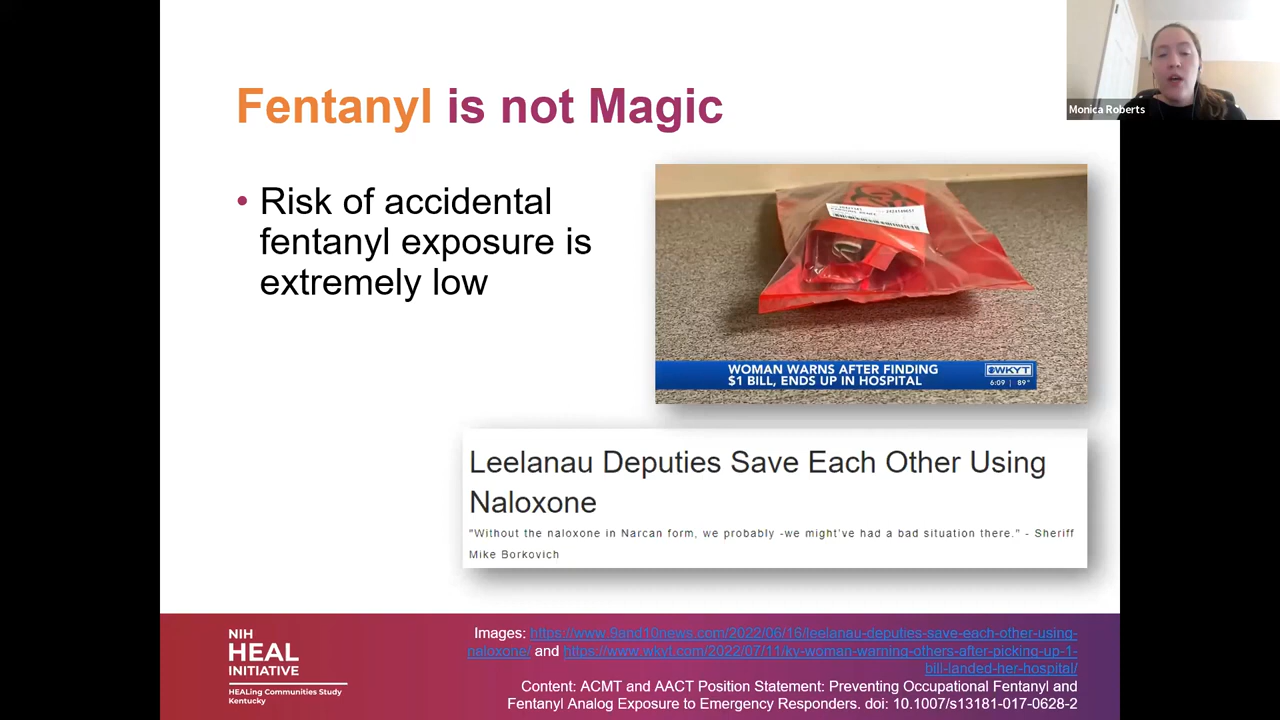 Monica Roberts
Fentanyl is not Magic
• Risk of accidental
fentanyl exposure is
extremely low
WOMAN WARNS AFTER FINDING
$1 BILL, ENDS UP IN HOSPITAL
WKYT
6:09 | 89°
Leelanau Deputies Save Each Other Using
Naloxone
"Without the naloxone in Narcan form, we probably -we might've had a bad situation there." - Sheriff
Mike Borkovich
NIH
HEAL
INITIATIVE
HEALing Communities Study
Kentucky
Images: https://www.9and10news.com/2022/06/16/leelanau-deputies-save-each-other-using-
naloxone/ and https://www.wkyt.com/2022/07/11/ky-woman-warning-others-after-picking-up-1-
bill-landed-her-hospital/
Content: ACMT and AACT Position Statement: Preventing Occupational Fentanyl and
Fentanyl Analog Exposure to Emergency Responders. doi: 10.1007/s13181-017-0628-2